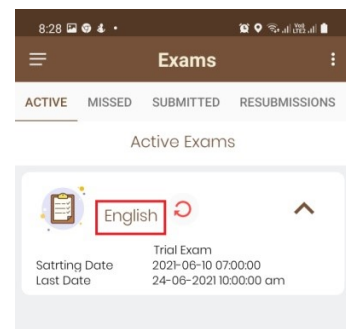 8:28
Exams
ACTIVE MISSED SUBMITTED RESUBMISSIONS
Active Exams
English
Trial Exam
Satrting Date 2021-06-10 07:00:00
Last Date 24-06-2021 10:00:00 am